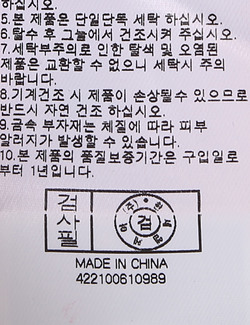 하십시오.
5.본 제품은 단일단독 세탁 하십시오.
6.탈수 후 그늘에서 건조시켜 주십시오.
7.세탁부주의로 인한 탈색 및 오염된
제품은 교환할 수 없으니 세탁시 주의
바랍니다.
8.기계건조 시 제품이 손상될수 있으므로
반드시 자연 건조 하십시오.
9.금속 부자재는 체질에 따라 피부
알러지가 발생할 수 있습니다.
10.본 제품의 품질보증기간은 구입일로
부터 1년입니다.
검사필
(주)
검
MADE IN CHINA
422100610989